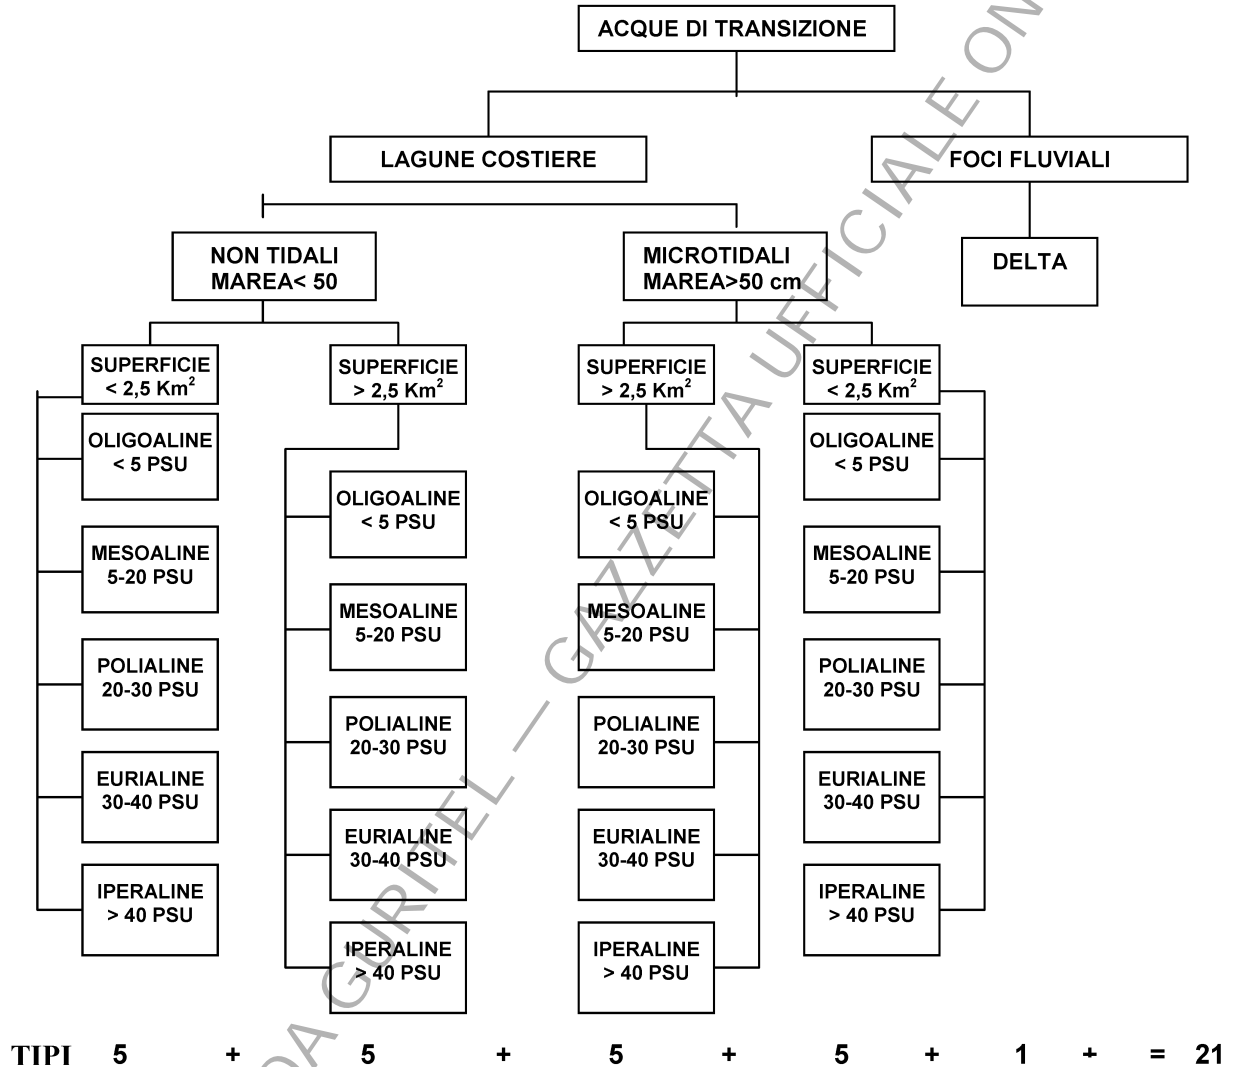 ACQUE DI TRANSIZIONE
LAGUNE COSTIERE
FOCI FLUVIALI
NON TIDALI
MAREA< 50
MICROTIDALI
MAREA>50 cm
DELTA
SUPERFICIE
< 2,5 Km²
OLIGOALINE
< 5 PSU
MESOALINE
5-20 PSU
POLIALINE
20-30 PSU
EURIALINE
30-40 PSU
IPERALINE
> 40 PSU
SUPERFICIE
> 2,5 Km²
OLIGOALINE
< 5 PSU
MESOALINE
5-20 PSU
POLIALINE
20-30 PSU
EURIALINE
30-40 PSU
IPERALINE
> 40 PSU
SUPERFICIE
> 2,5 Km²
OLIGOALINE
< 5 PSU
MESOALINE
5-20 PSU
POLIALINE
20-30 PSU
EURIALINE
30-40 PSU
IPERALINE
> 40 PSU
SUPERFICIE
< 2,5 Km²
OLIGOALINE
< 5 PSU
MESOALINE
5-20 PSU
POLIALINE
20-30 PSU
EURIALINE
30-40 PSU
IPERALINE
> 40 PSU
TIPI 5 + 5 + 5 + 5 + 1 + = 21
DA GURITEL — GAZZETTA UFFICIALE ON